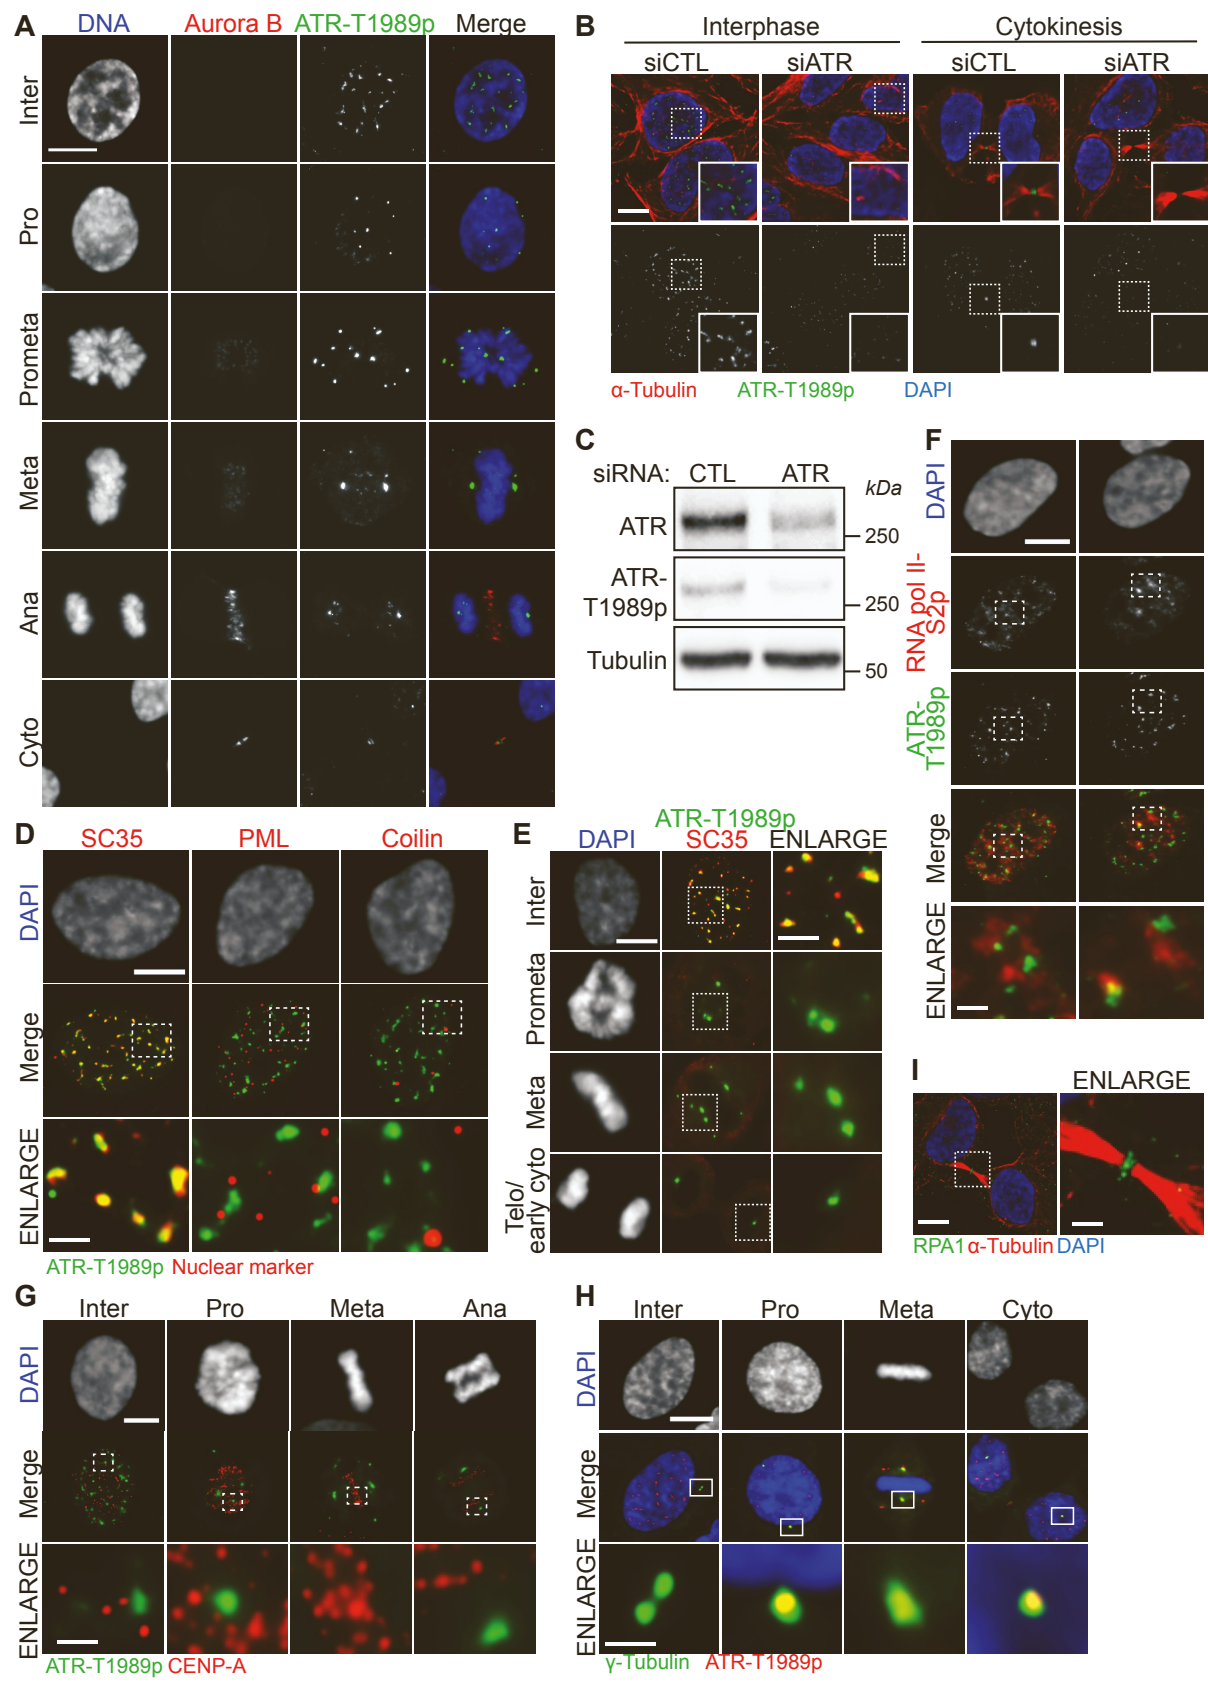 A
DNA Aurora B ATR-T1989p Merge
Inter
Pro
Prometa
Meta
Ana
Cyto
B
Interphase Cytokinesis
siCTL siATR siCTL siATR
α-Tubulin ATR-T1989p DAPI
C
siRNA: CTL ATR
kDa
ATR
250
ATR-
T1989p
250
Tubulin
50
F
DAPI
RNA pol II-
S2p
ATR-
T1989p
Merge
ENLARGE
D
SC35 PML Coilin
DAPI
Merge
ENLARGE
ATR-T1989p Nuclear marker
E
ATR-T1989p
DAPI SC35 ENLARGE
Inter
Prometa
Meta
Telo/
early cyto
I
ENLARGE
RPA1 α-Tubulin DAPI
G
Inter Pro Meta Ana
DAPI
Merge
ENLARGE
ATR-T1989p CENP-A
H
Inter Pro Meta Cyto
DAPI
Merge
ENLARGE
γ-Tubulin ATR-T1989p